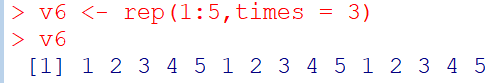 > v6 <- rep(1:5,times = 3)
> v6
[1] 1 2 3 4 5 1 2 3 4 5 1 2 3 4 5